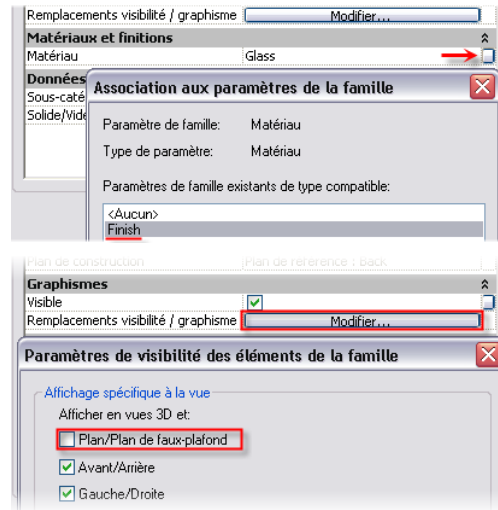 Remplacements visibilité / graphisme Modifier...
Matériaux et finitions
Matériau Glass
Données
Sous-caté
Solide/Vide
Association aux paramètres de la famille
Paramètre de famille: Matériau
Type de paramètre: Matériau
Paramètres de famille existants de type compatible:
<Aucun>
Finish
Plan de construction Plan de référence : Back
Graphismes
Visible
Remplacements visibilité / graphisme Modifier...
Paramètres de visibilité des éléments de la famille
Affichage spécifique à la vue
Afficher en vues 3D et:
Plan/Plan de faux-plafond
Avant/Arrière
Gauche/Droite